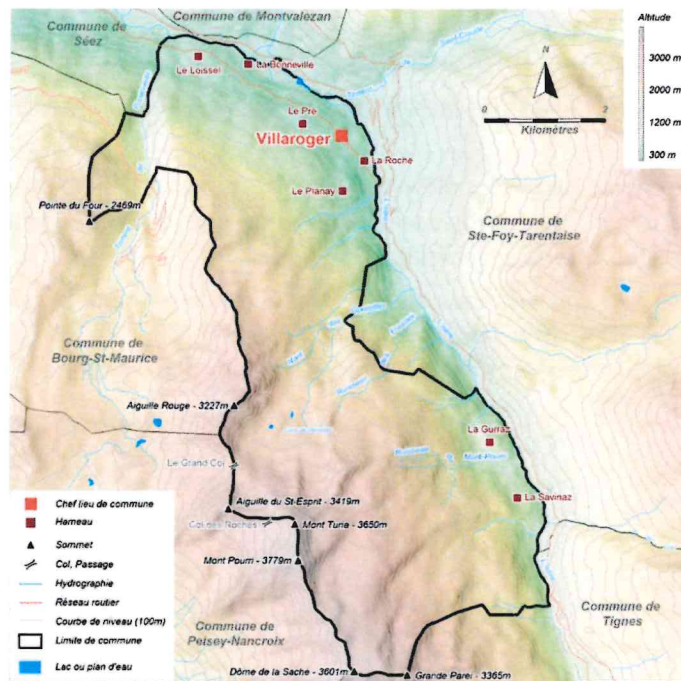 Commune de Montvalezan
Commune de
Séez
Altitude
3000 m
2000 m
1200 m
300 m
N
0
2
Kilomètres
Le Loissel
La Bonneville
Le Pré
Villaroger
La Roche
Le Planay
Pointe du Four - 2469m
Commune de
Ste-Foy-Tarentaise
Commune de
Bourg-St-Maurice
Aiguille Rouge - 3227m
La Gurraz
Le Grand Col
La Savinaz
Aiguille du St-Esprit - 3419m
Col des Roches
Mont Turia - 3650m
Mont Pourri - 3779m
Commune de
Peisey-Nancroix
Commune de
Tignes
Dôme de la Sache - 3601m
Grande Parei - 3365m
Chef lieu de commune
Hameau
Sommet
Col, Passage
Hydrographie
Réseau routier
Courbe de niveau (100m)
Limite de commune
Lac ou plan d'eau